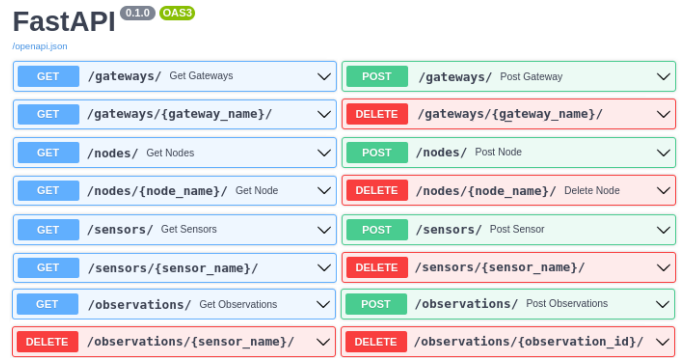 FastAPI 0.1.0 OAS3
/openapi.json
GET /gateways/ Get Gateways POST /gateways/ Post Gateway
GET /gateways/{gateway_name}/ DELETE /gateways/{gateway_name}/
GET /nodes/ Get Nodes POST /nodes/ Post Node
GET /nodes/{node_name}/ Get Node DELETE /nodes/{node_name}/ Delete Node
GET /sensors/ Get Sensors POST /sensors/ Post Sensor
GET /sensors/{sensor_name}/ DELETE /sensors/{sensor_name}/
GET /observations/ Get Observations POST /observations/ Post Observations
DELETE /observations/{sensor_name}/ DELETE /observations/{observation_id}/